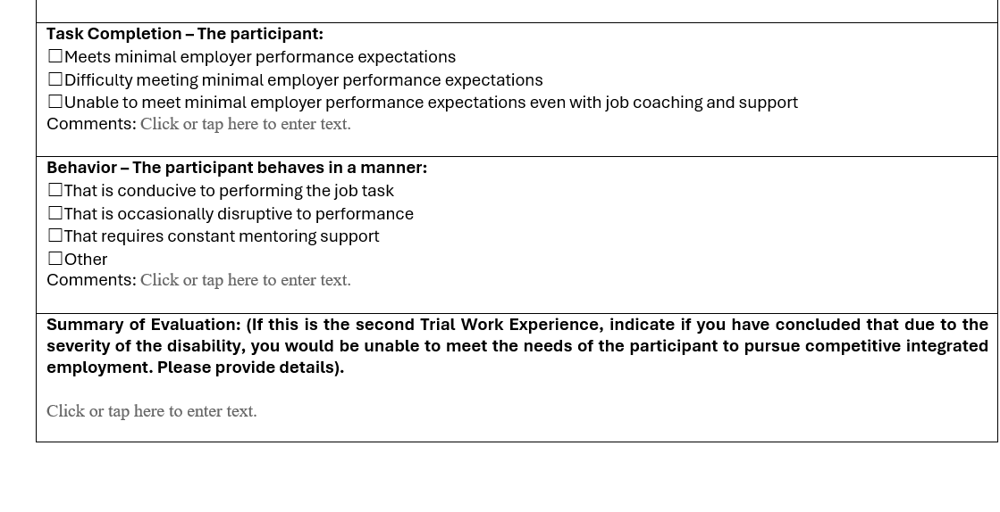 Task Completion – The participant:
☐Meets minimal employer performance expectations
☐Difficulty meeting minimal employer performance expectations
☐Unable to meet minimal employer performance expectations even with job coaching and support
Comments: Click or tap here to enter text.
Behavior – The participant behaves in a manner:
☐That is conducive to performing the job task
☐That is occasionally disruptive to performance
☐That requires constant mentoring support
☐Other
Comments: Click or tap here to enter text.
Summary of Evaluation: (If this is the second Trial Work Experience, indicate if you have concluded that due to the
severity of the disability, you would be unable to meet the needs of the participant to pursue competitive integrated
employment. Please provide details).
Click or tap here to enter text.